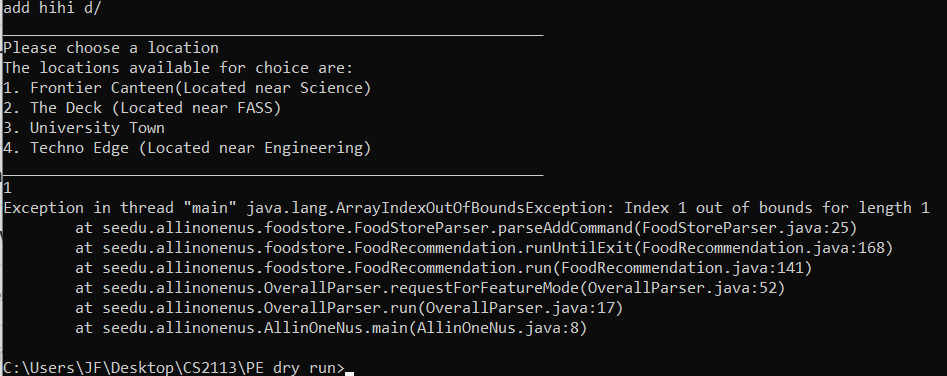 add hihi d/
____________________________________________________________
Please choose a location
The locations available for choice are:
1. Frontier Canteen(Located near Science)
2. The Deck (Located near FASS)
3. University Town
4. Techno Edge (Located near Engineering)
____________________________________________________________
1
Exception in thread "main" java.lang.ArrayIndexOutOfBoundsException: Index 1 out of bounds for length 1
        at seedu.allinonenus.foodstore.FoodStoreParser.parseAddCommand(FoodStoreParser.java:25)
        at seedu.allinonenus.foodstore.FoodRecommendation.runUntilExit(FoodRecommendation.java:168)
        at seedu.allinonenus.foodstore.FoodRecommendation.run(FoodRecommendation.java:141)
        at seedu.allinonenus.OverallParser.requestForFeatureMode(OverallParser.java:52)
        at seedu.allinonenus.OverallParser.run(OverallParser.java:17)
        at seedu.allinonenus.AllinOneNus.main(AllinOneNus.java:8)
C:\Users\JF\Desktop\CS2113\PE dry run>